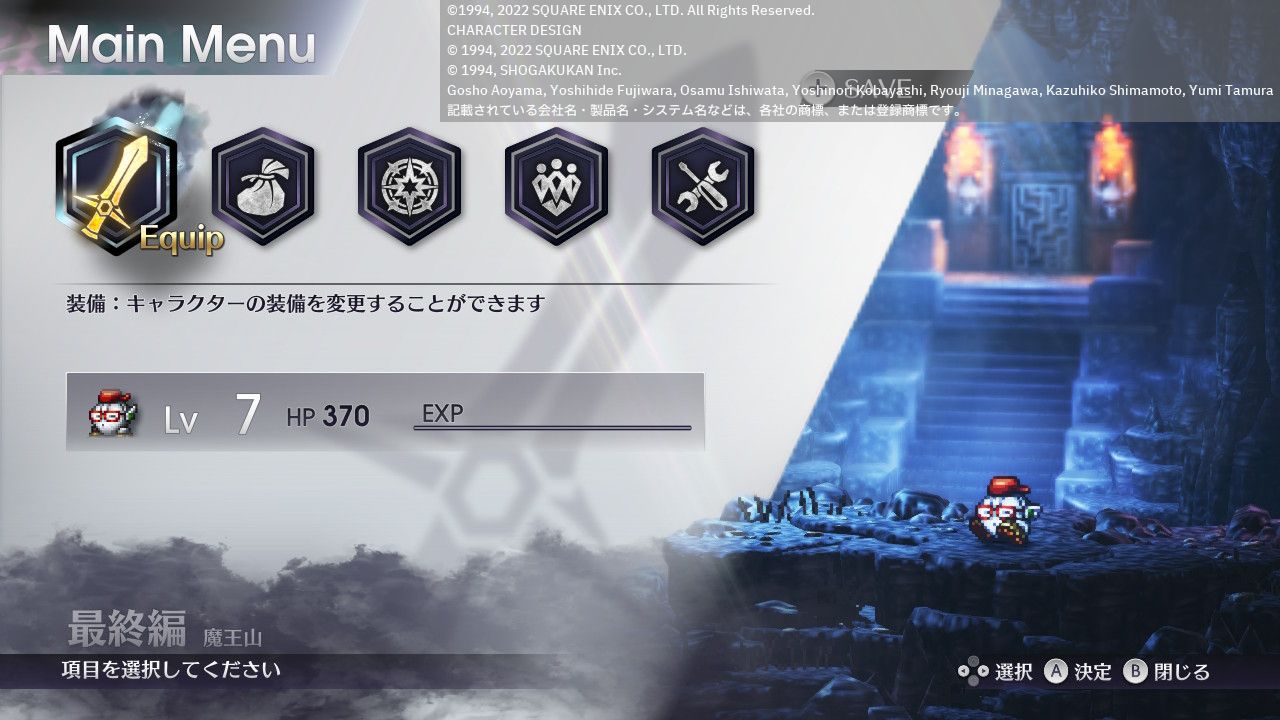 ©1994, 2022 SQUARE ENIX CO., LTD. All Rights Reserved.
CHARACTER DESIGN
© 1994, 2022 SQUARE ENIX CO., LTD.
© 1994, SHOGAKUKAN Inc.
Gosho Aoyama, Yoshihide Fujiwara, Osamu Ishiwata, Yoshinori Kobayashi, Ryouji Minagawa, Kazuhiko Shimamoto, Yumi Tamura
記載されている会社名・製品名・システム名などは、各社の商標、または登録商標です。
Main Menu
SAVE
Equip
装備：キャラクターの装備を変更することができます
Lv 7 HP 370 EXP
最終編 魔王山
項目を選択してください
選択 A 決定 B 閉じる